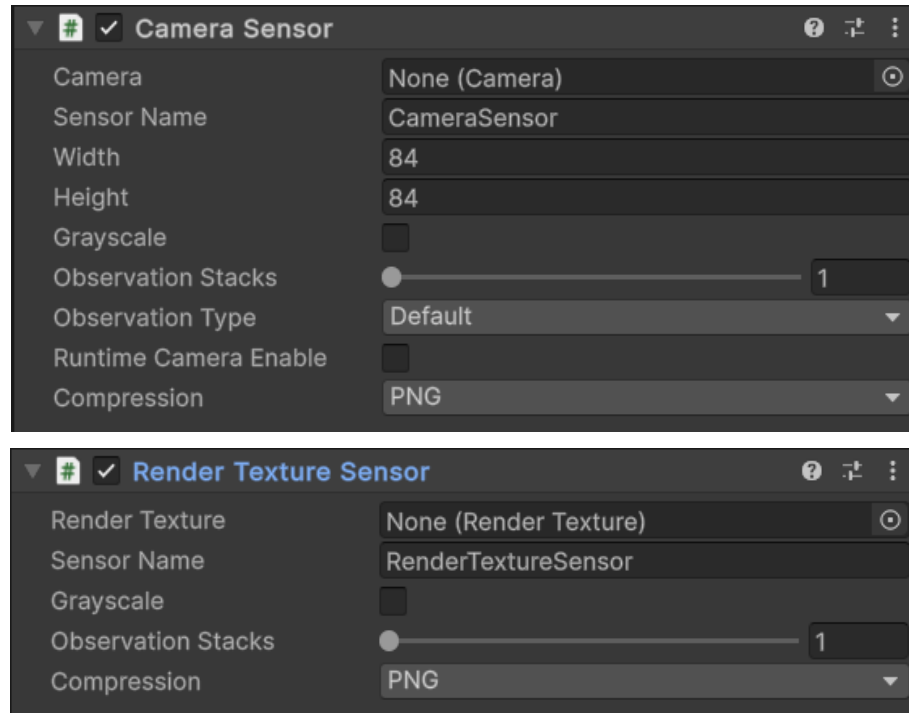 # Camera Sensor
Camera None (Camera)
Sensor Name CameraSensor
Width 84
Height 84
Grayscale
Observation Stacks 1
Observation Type Default
Runtime Camera Enable
Compression PNG
# Render Texture Sensor
Render Texture None (Render Texture)
Sensor Name RenderTextureSensor
Grayscale
Observation Stacks 1
Compression PNG